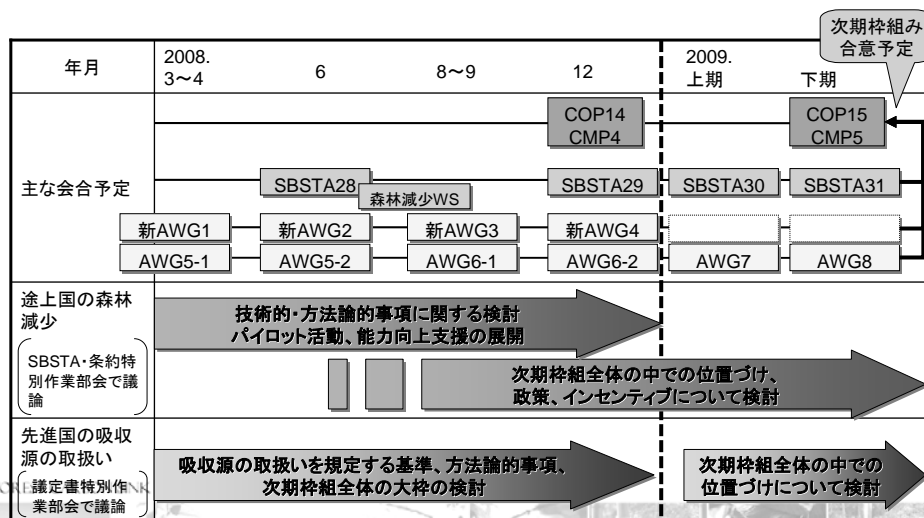 次期枠組み
合意予定
年月
2008.
3～4
6
8～9
12
2009.
上期
下期
主な会合予定
COP14
CMP4
COP15
CMP5
SBSTA28
森林減少WS
SBSTA29
SBSTA30
SBSTA31
新AWG1
新AWG2
新AWG3
新AWG4
AWG5-1
AWG5-2
AWG6-1
AWG6-2
AWG7
AWG8
途上国の森林
減少
SBSTA・条約特
別作業部会で議
論
技術的・方法論的事項に関する検討
パイロット活動、能力向上支援の展開
次期枠組全体の中での位置づけ、
政策、インセンティブについて検討
先進国の吸収
源の取扱い
議定書特別作
業部会で議論
吸収源の取扱いを規定する基準、方法論的事項、
次期枠組全体の大枠の検討
次期枠組全体の中での
位置づけについて検討